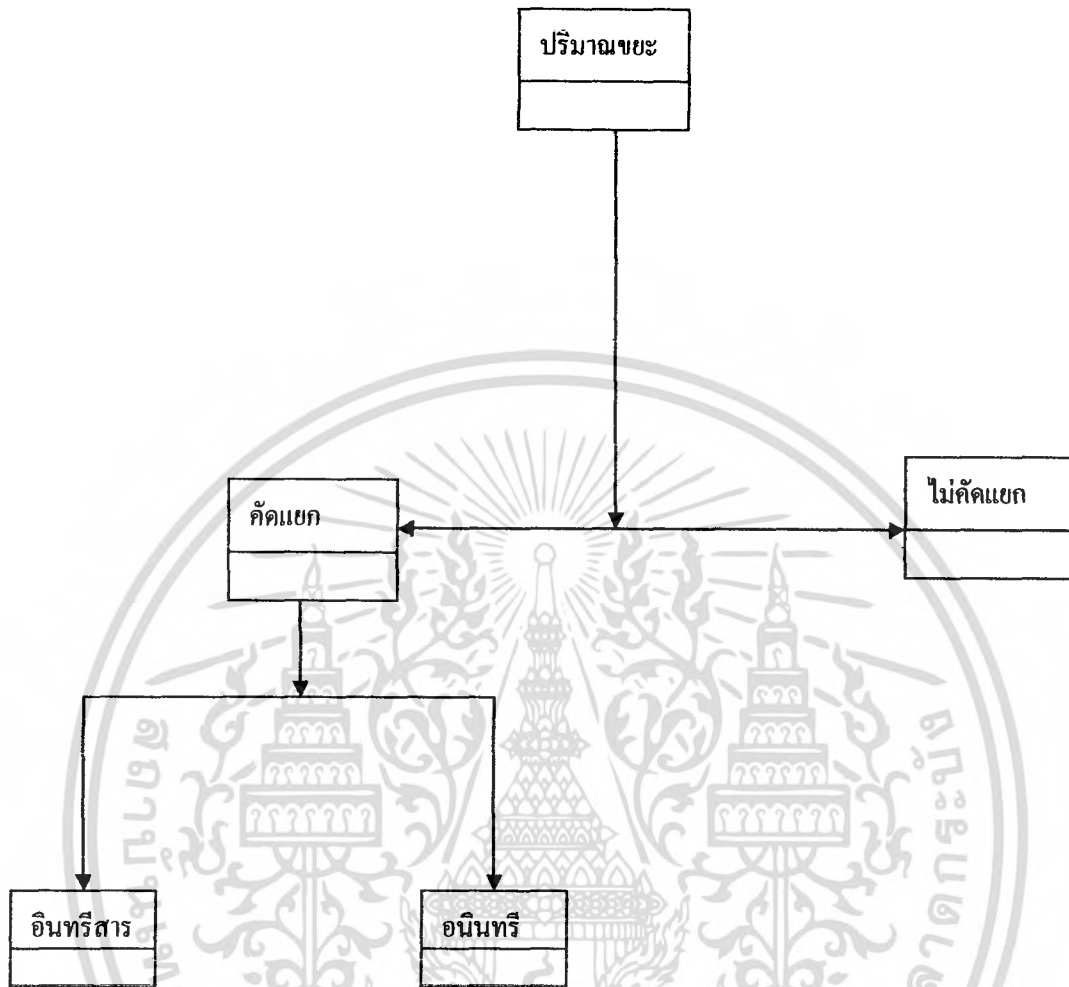 ปริมาณขยะ
คัดแยก
ไม่คัดแยก
อินทรีสาร
อนินทรี